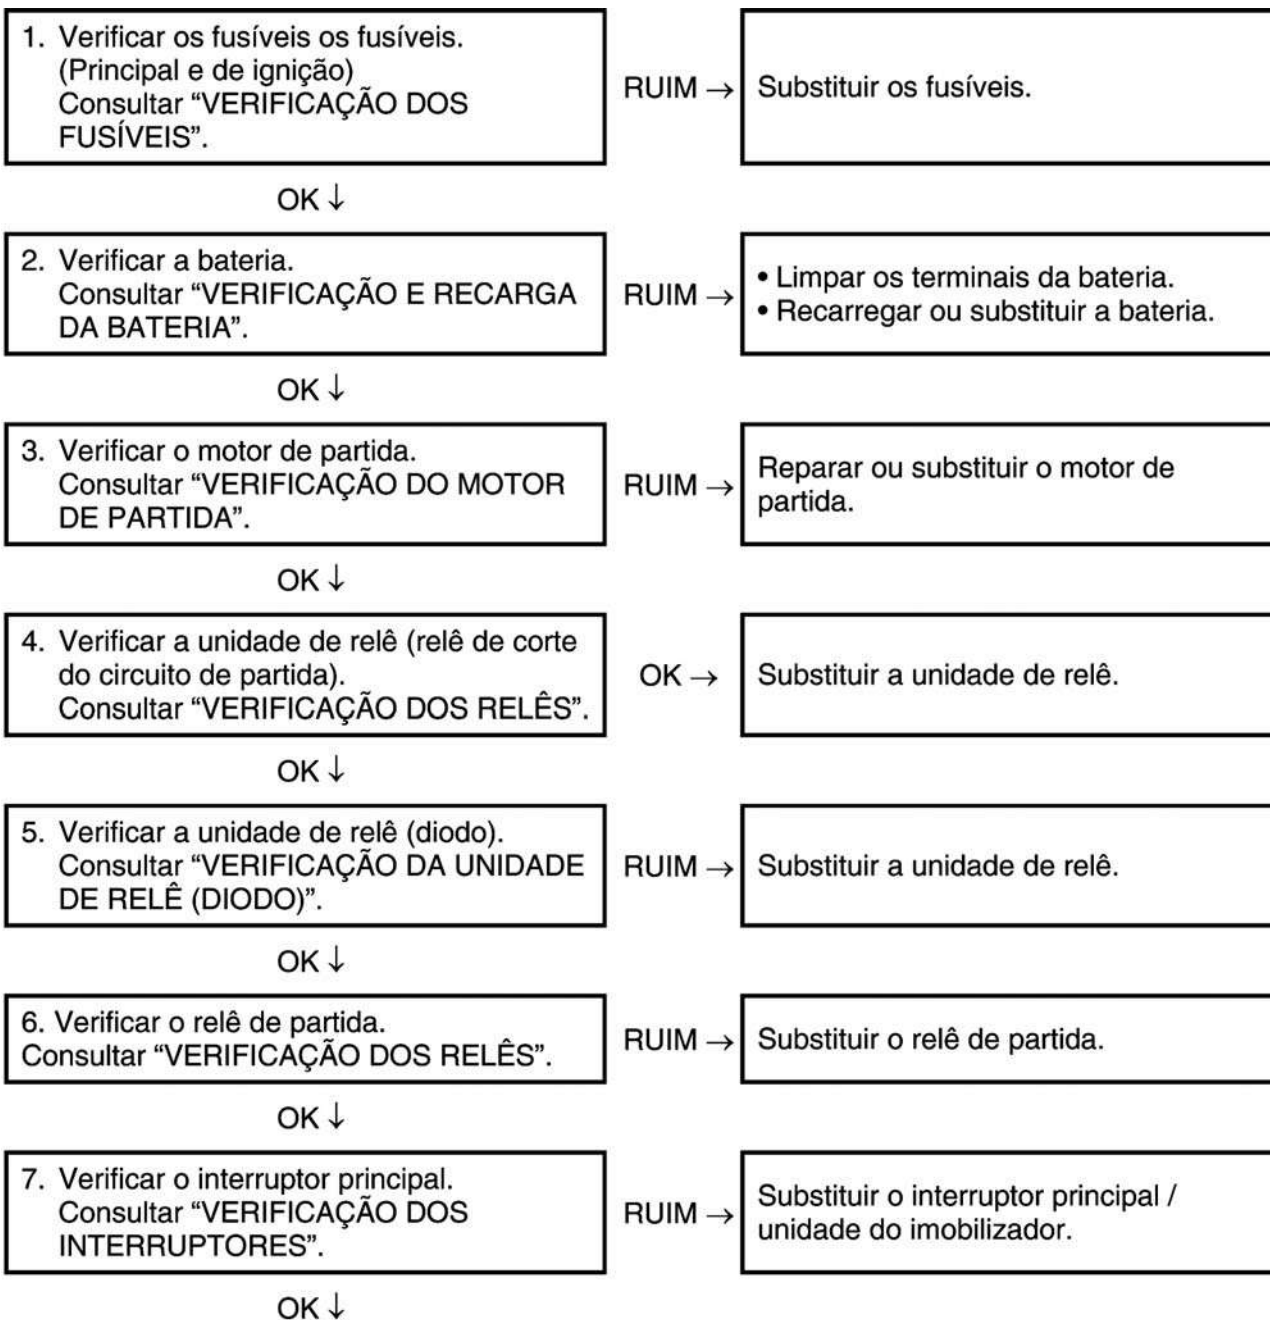 1. Verificar os fusíveis os fusíveis.
(Principal e de ignição)
Consultar “VERIFICAÇÃO DOS
FUSÍVEIS”.
RUIM →
Substituir os fusíveis.
OK ↓
2. Verificar a bateria.
Consultar “VERIFICAÇÃO E RECARGA
DA BATERIA”.
RUIM →
• Limpar os terminais da bateria.
• Recarregar ou substituir a bateria.
OK ↓
3. Verificar o motor de partida.
Consultar “VERIFICAÇÃO DO MOTOR
DE PARTIDA”.
RUIM →
Reparar ou substituir o motor de
partida.
OK ↓
4. Verificar a unidade de relê (relê de corte
do circuito de partida).
Consultar “VERIFICAÇÃO DOS RELÊS”.
OK →
Substituir a unidade de relê.
OK ↓
5. Verificar a unidade de relê (diodo).
Consultar “VERIFICAÇÃO DA UNIDADE
DE RELÊ (DIODO)”.
RUIM →
Substituir a unidade de relê.
OK ↓
6. Verificar o relê de partida.
Consultar “VERIFICAÇÃO DOS RELÊS”.
RUIM →
Substituir o relê de partida.
OK ↓
7. Verificar o interruptor principal.
Consultar “VERIFICAÇÃO DOS
INTERRUPTORES”.
RUIM →
Substituir o interruptor principal /
unidade do imobilizador.
OK ↓